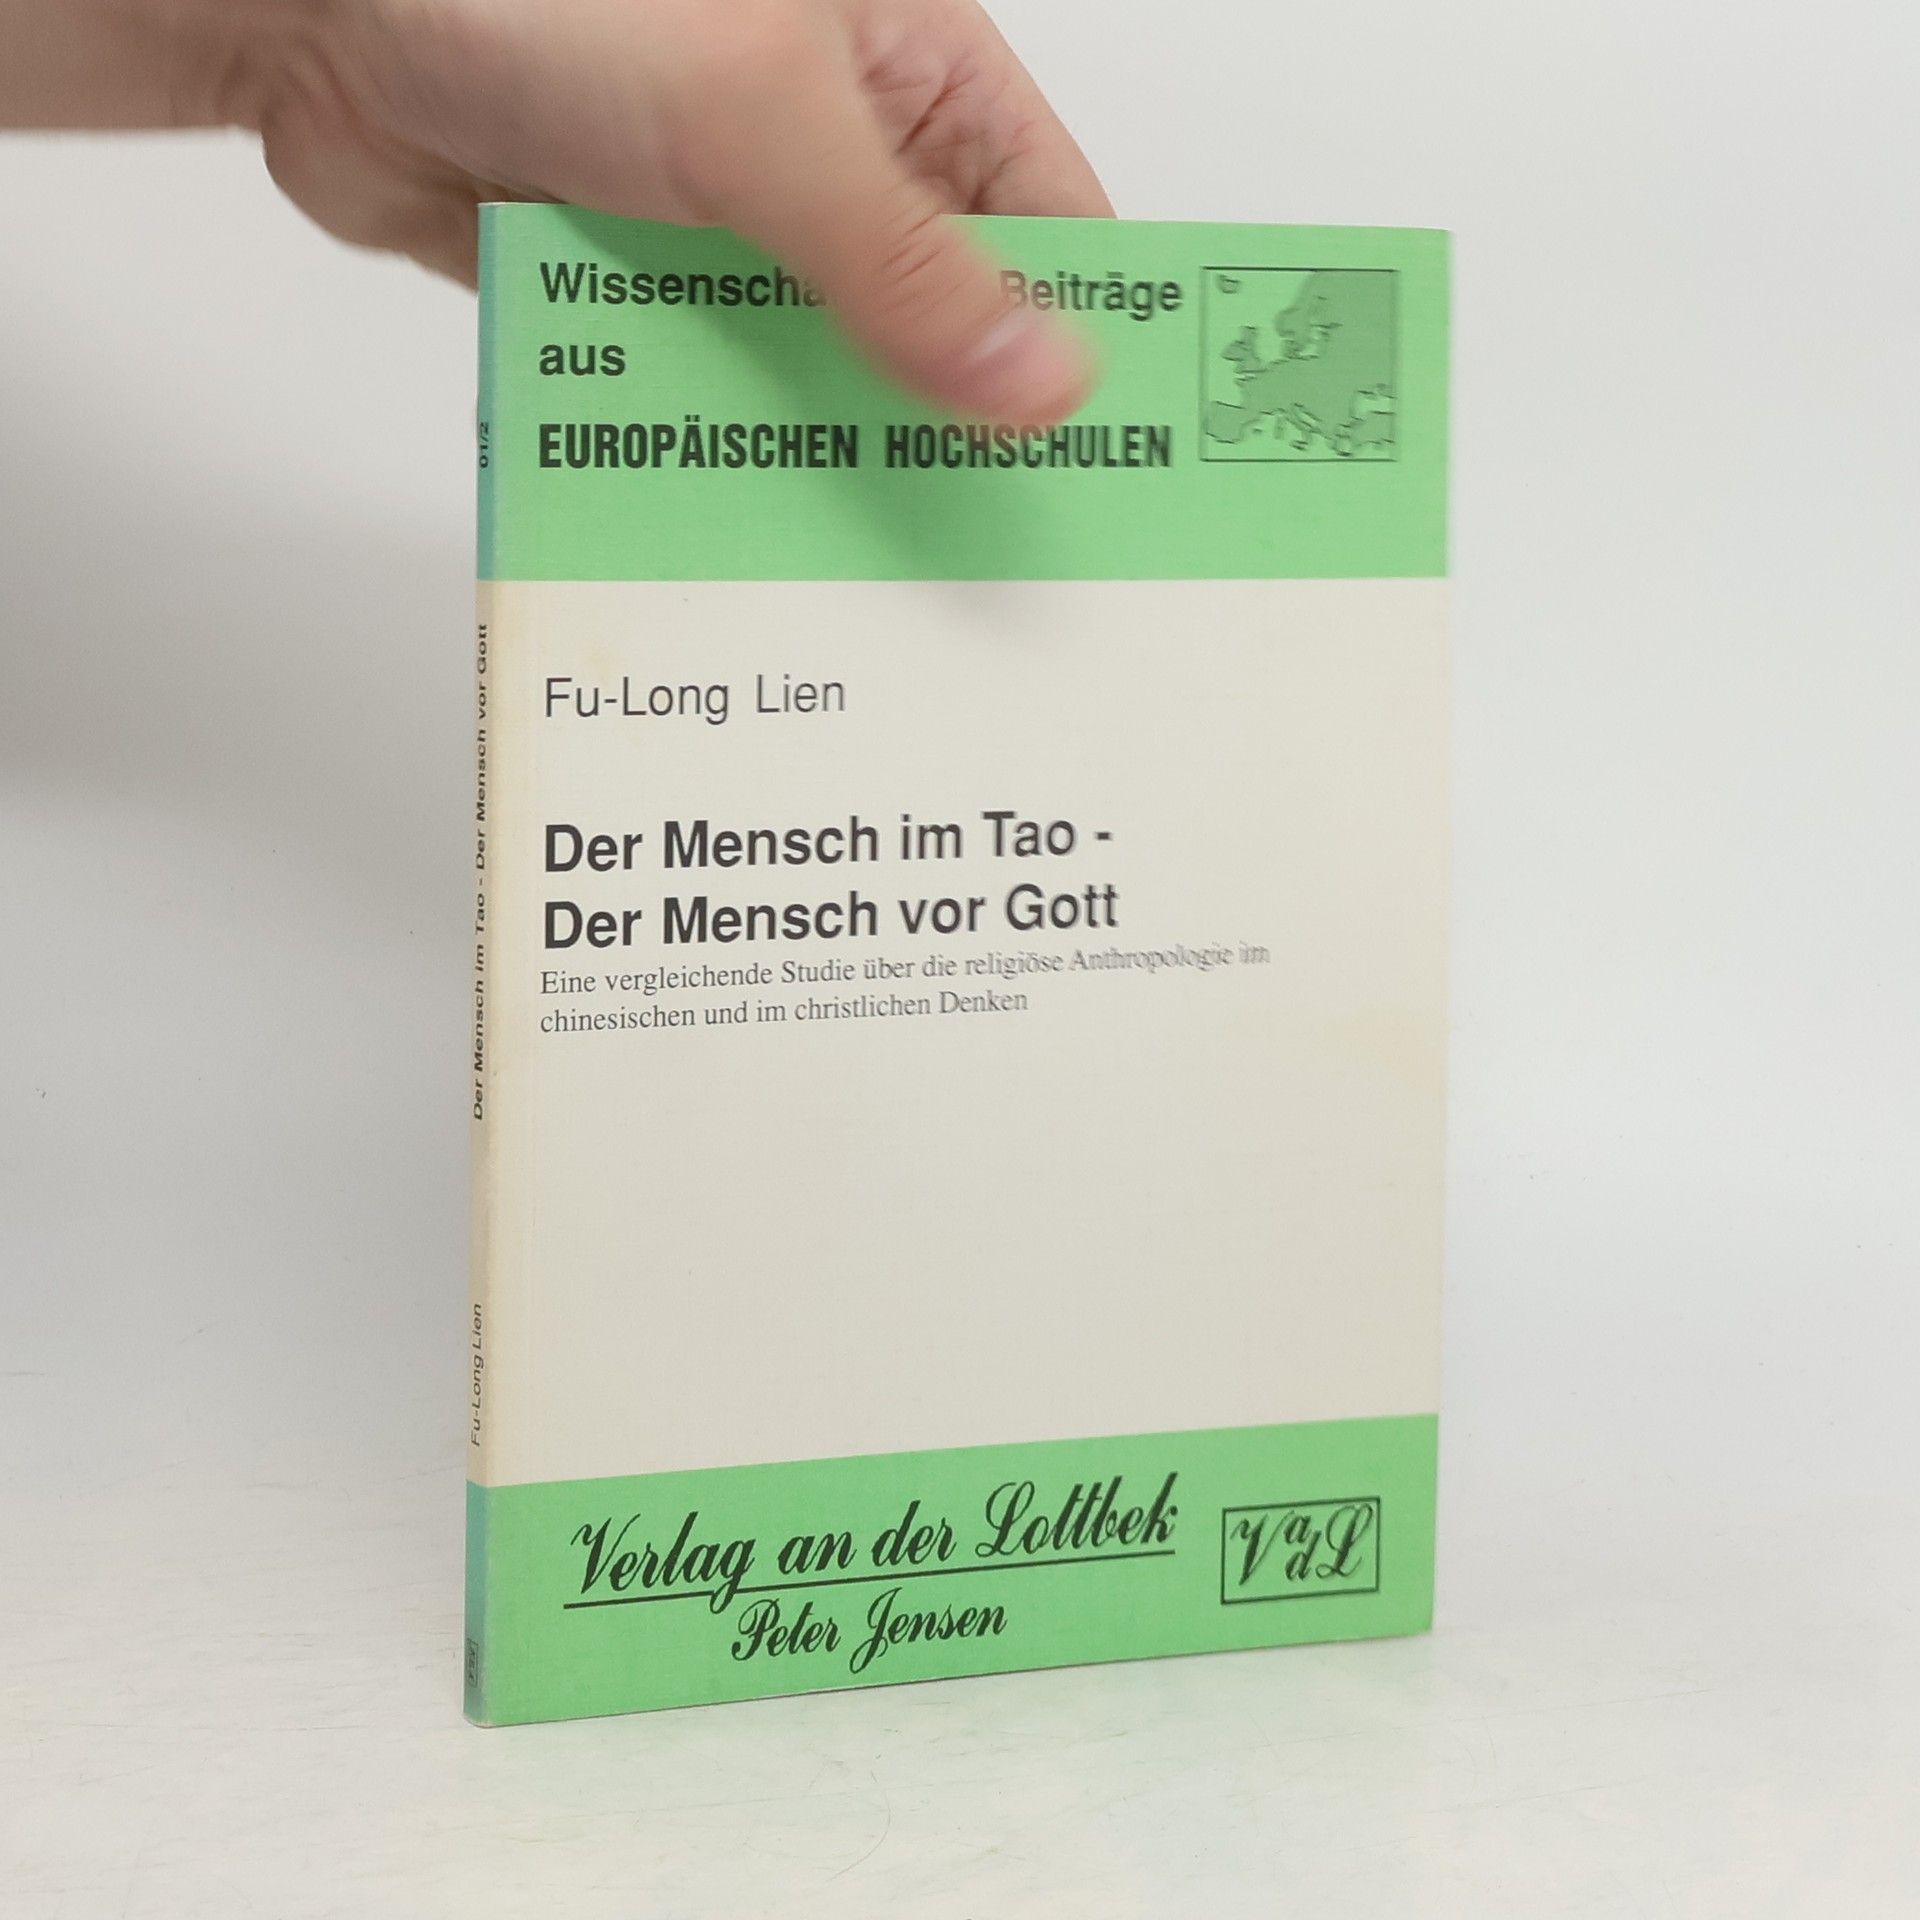 Wissenscha Beiträge
aus
EUROPÄISCHEN HOCHSCHULEN
Fu-Long Lien
Der Mensch im Tao -
Der Mensch vor Gott
Eine vergleichende Studie über die religiöse Anthropologie im
chinesischen und im christlichen Denken
Verlag an der Lottbek
Peter Jensen
VadL
01/2
Der Mensch im Tao - Der Mensch vor Gott
Fu-Long Lien